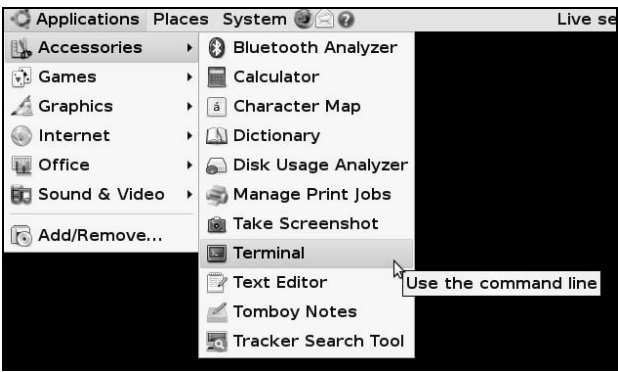 Applications Places System Live se
Accessories
Games
Graphics
Internet
Office
Sound & Video
Add/Remove...
Bluetooth Analyzer
Calculator
á Character Map
Dictionary
Disk Usage Analyzer
Manage Print Jobs
Take Screenshot
Terminal
Text Editor
Tomboy Notes
Tracker Search Tool
Use the command line